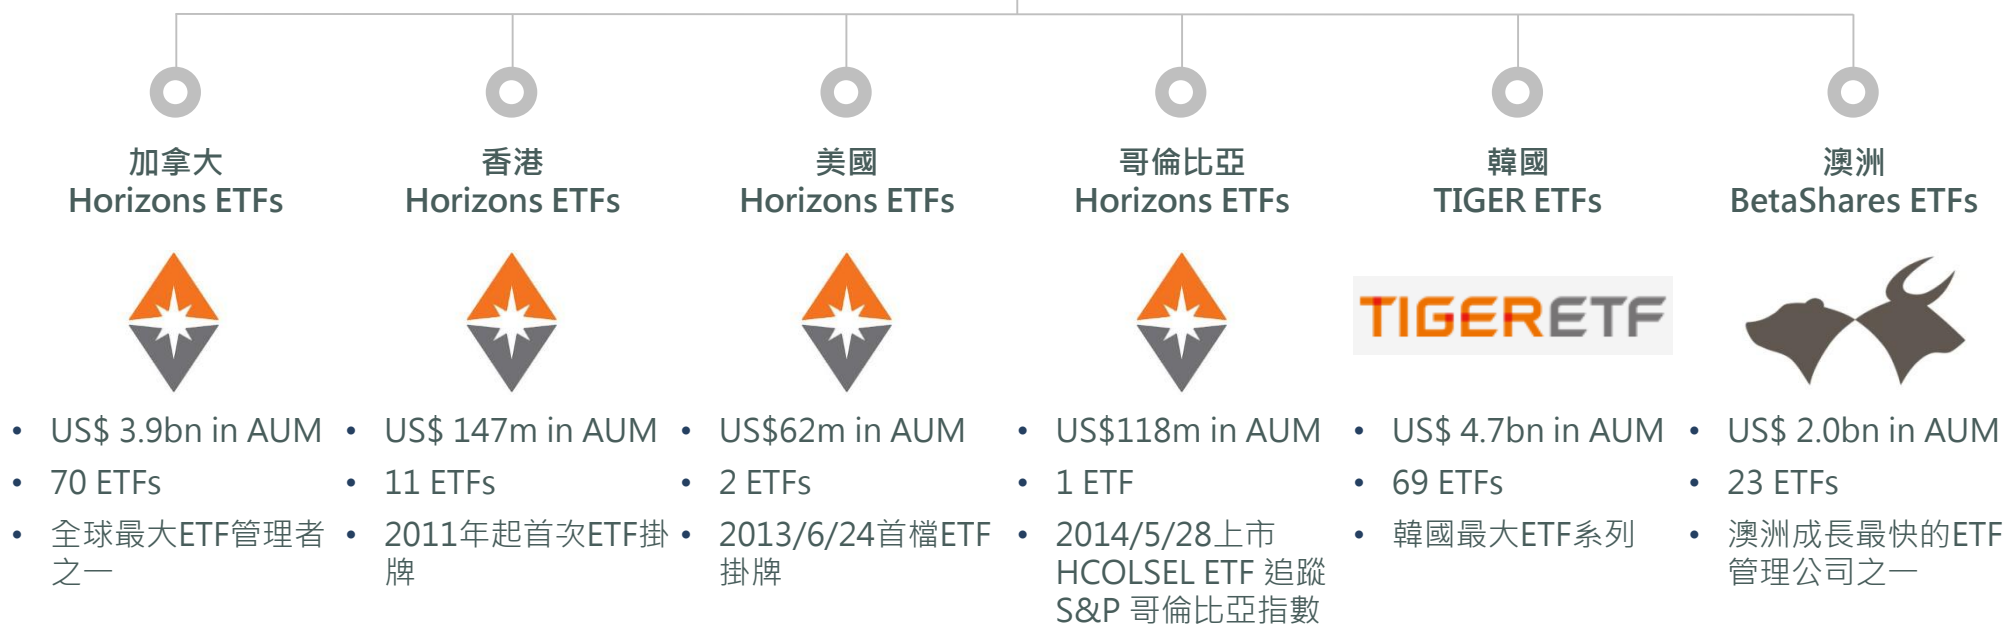 加拿大
Horizons ETFs
US$ 3.9bn in AUM
70 ETFs
全球最大ETF管理者
之一
香港
Horizons ETFs
US$ 147m in AUM
11 ETFs
2011年起首次ETF掛
牌
美國
Horizons ETFs
US$62m in AUM
2 ETFs
2013/6/24首檔ETF
掛牌
哥倫比亞
Horizons ETFs
US$118m in AUM
1 ETF
2014/5/28上市
HCOLSEL ETF 追蹤
S&P 哥倫比亞指數
韓國
TIGER ETFs
TIGERETF
US$ 4.7bn in AUM
69 ETFs
韓國最大ETF系列
澳洲
BetaShares ETFs
US$ 2.0bn in AUM
23 ETFs
澳洲成長最快的ETF
管理公司之一